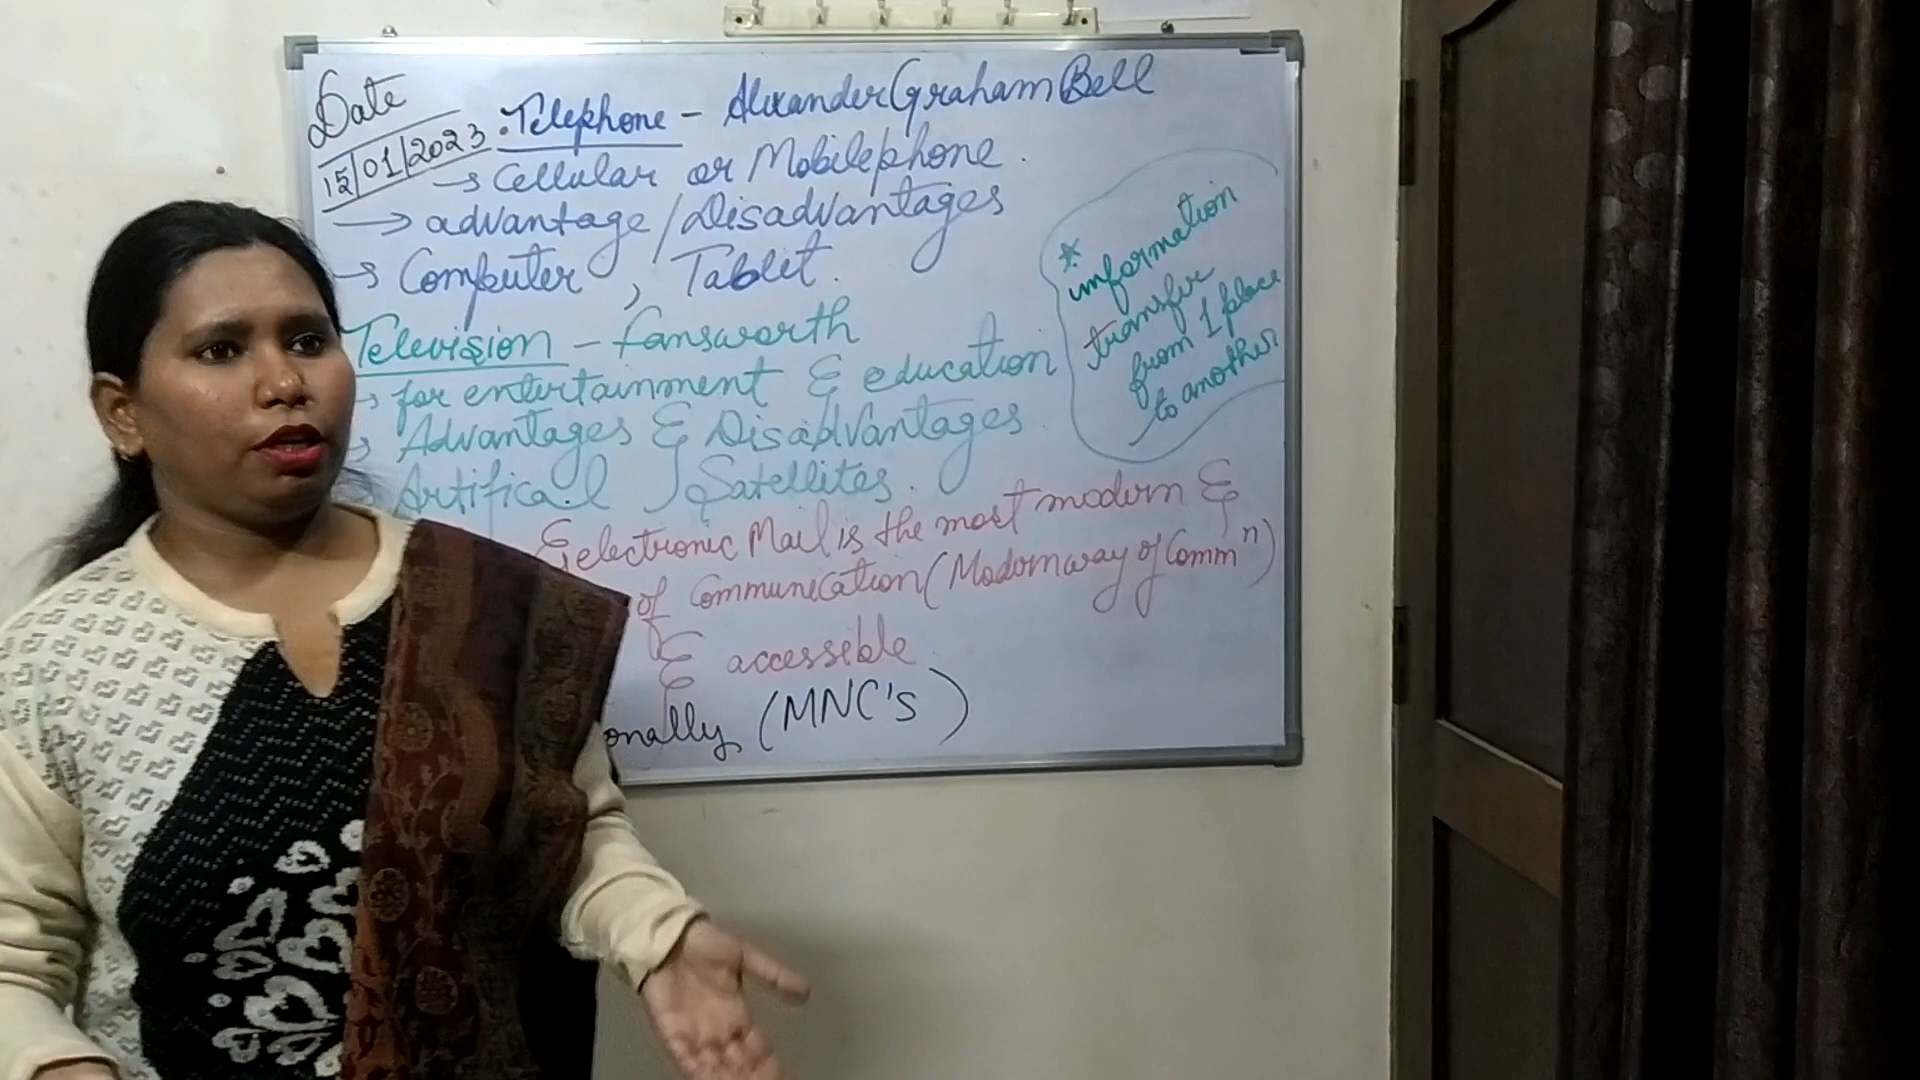 Date
15/01/2023
. Telephone - Alexander Graham Bell
→ Cellular or Mobilephone.
→ advantage / Disadvantages
→ Computer, Tablet.
Television - Fansworth
→ for entertainment & education
→ Advantages & Disadvantages.
→ Artifical Satellites.
* information
transfer
from 1 place
to another
electronic Mail is the most modern &
of Communication (Modern way of Commⁿ)
& accessible
(MNC's)